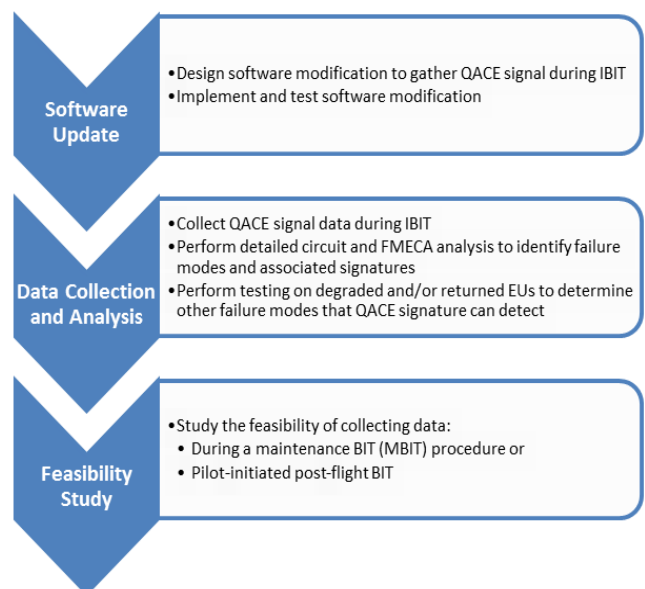 Software
Update
•Design software modification to gather QACE signal during IBIT
•Implement and test software modification
Data Collection
and Analysis
•Collect QACE signal data during IBIT
•Perform detailed circuit and FMECA analysis to identify failure
modes and associated signatures
•Perform testing on degraded and/or returned EUs to determine
other failure modes that QACE signature can detect
Feasibility
Study
•Study the feasibility of collecting data:
• During a maintenance BIT (MBIT) procedure or
• Pilot-initiated post-flight BIT